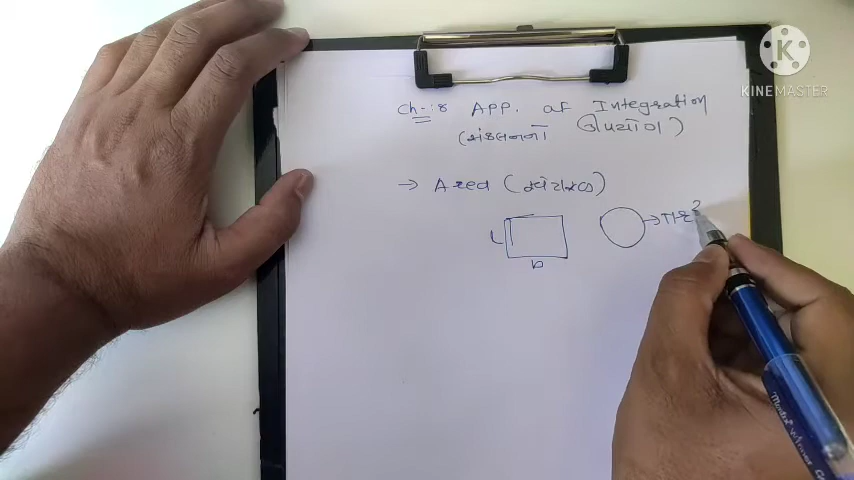 K
KINEMASTER
Ch-:8 APP. of Integration
(સંકલનનો ઉપયોગ)
→ Area (ક્ષેત્રફળ)
L
b
→ πr²